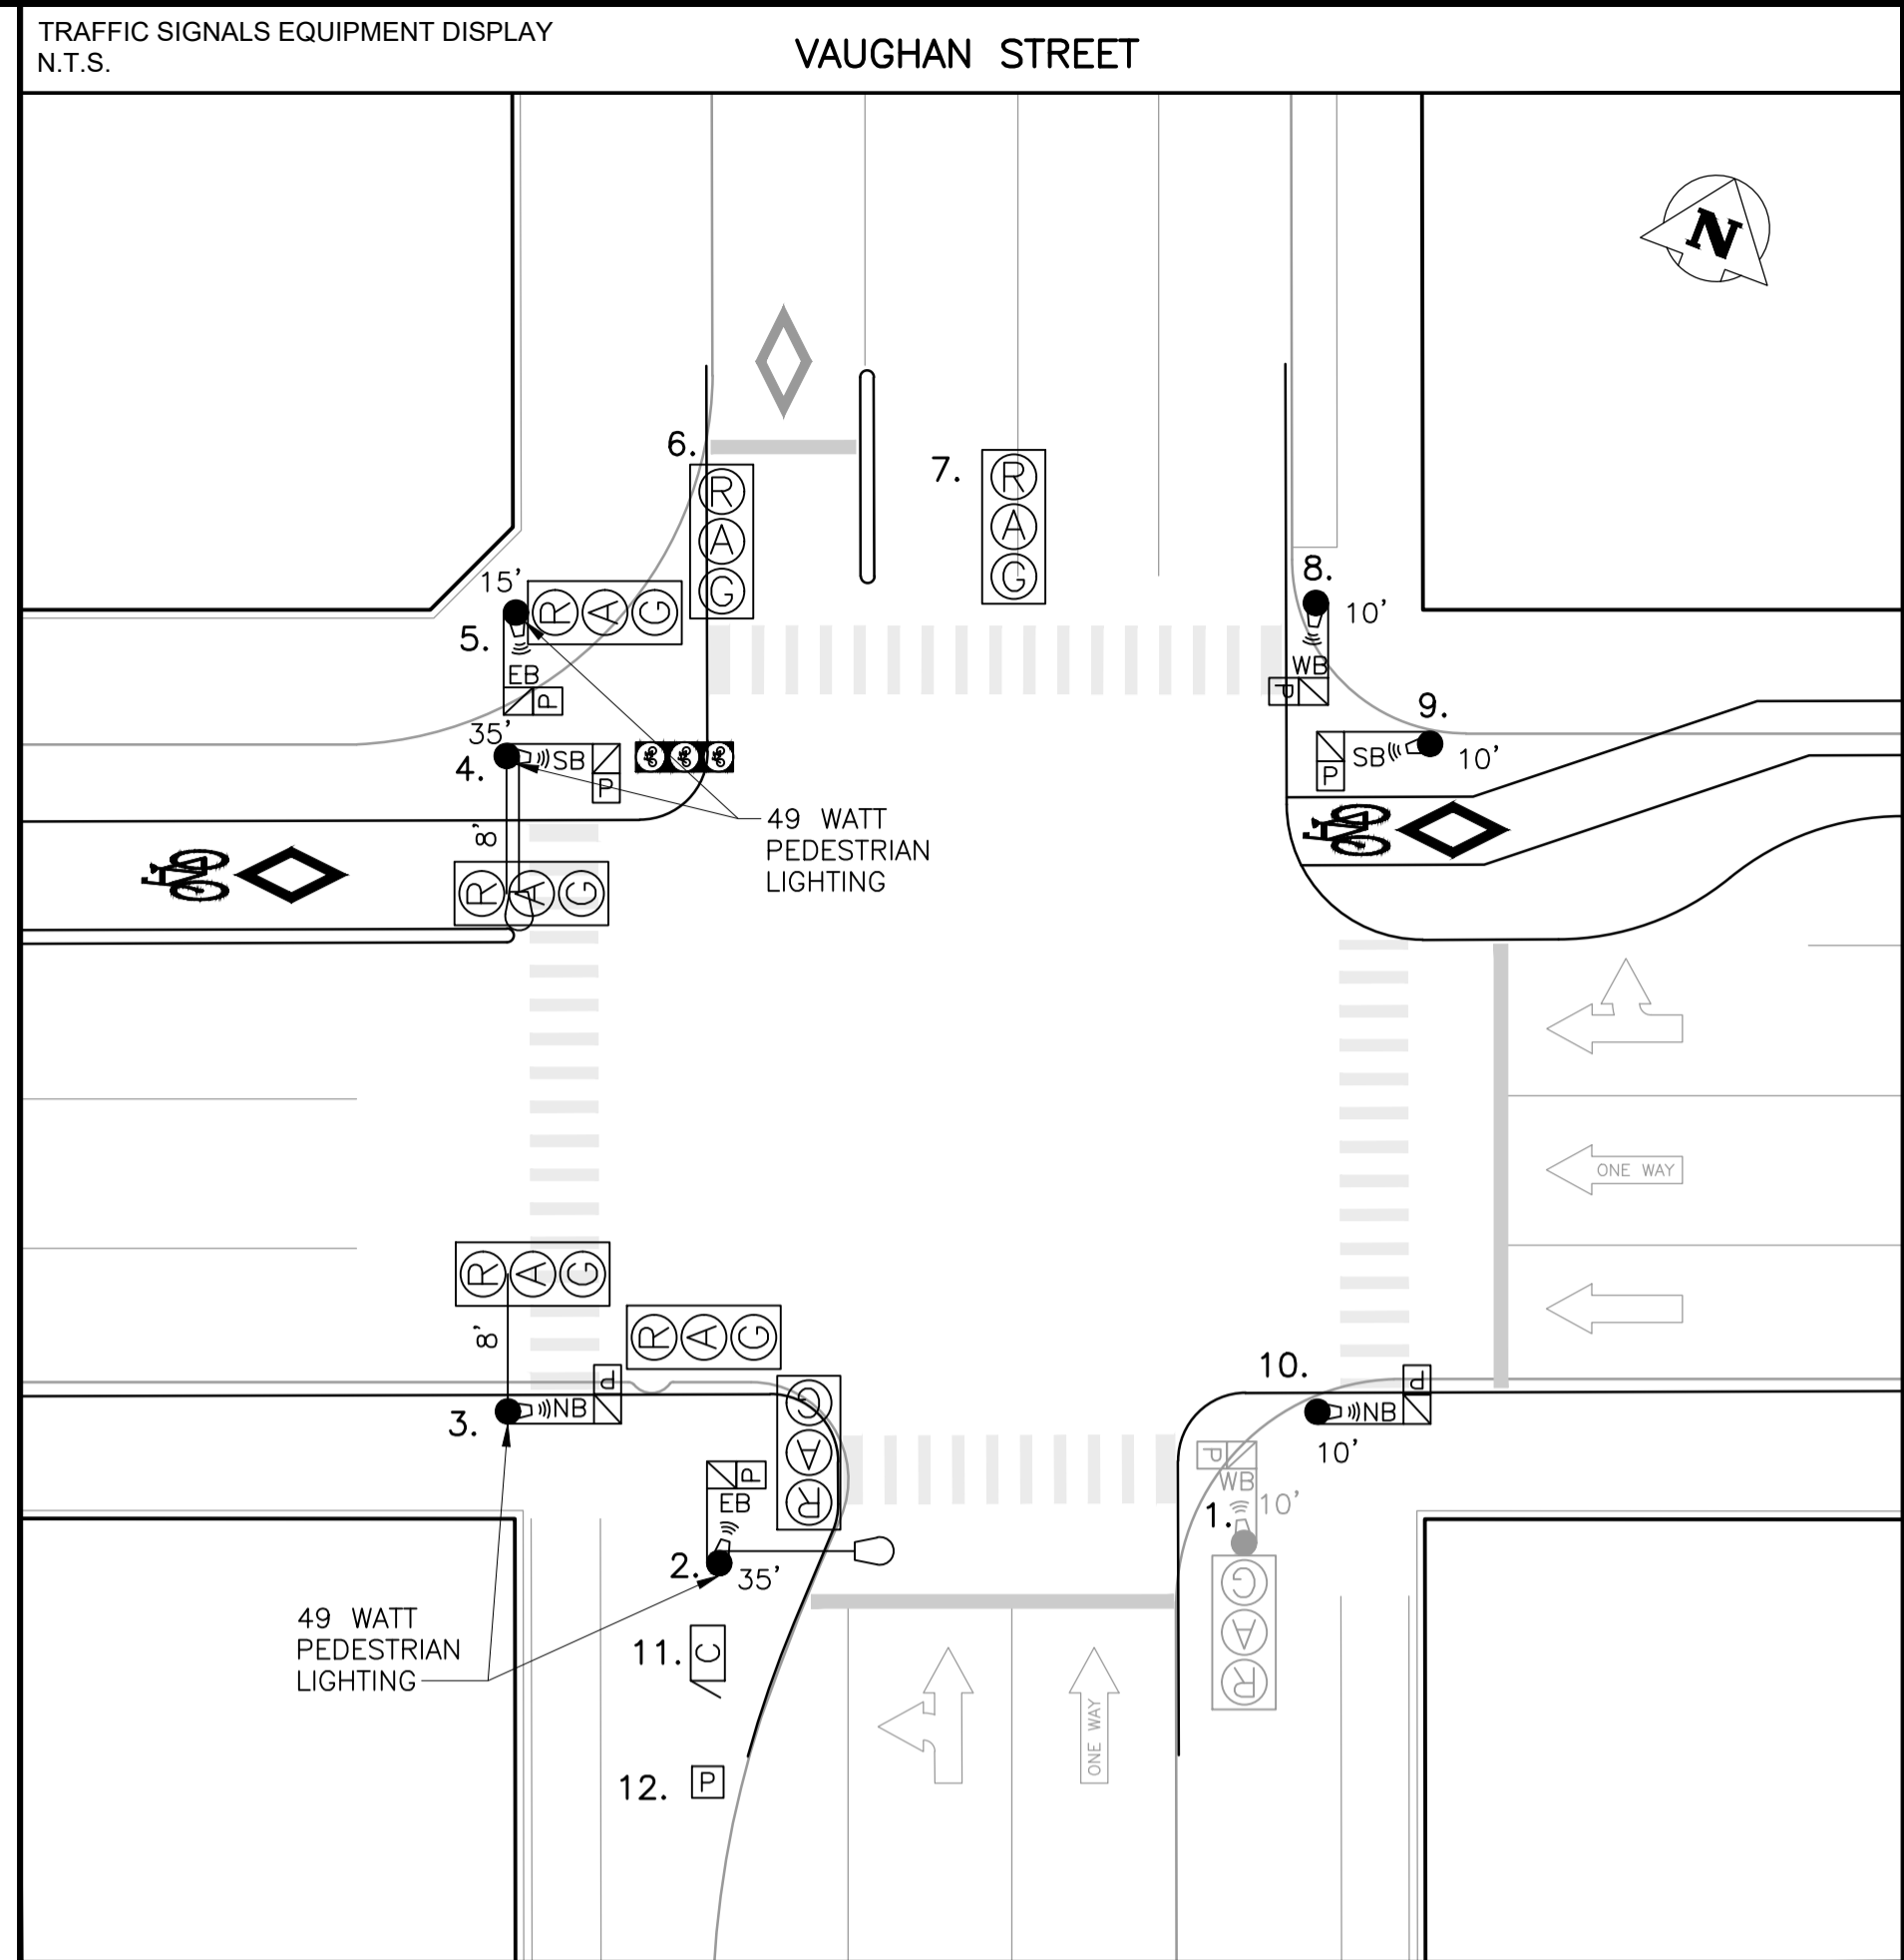 TRAFFIC SIGNALS EQUIPMENT DISPLAY
N.T.S.
VAUGHAN STREET
N
6.
R
A
G
7.
R
A
G
15'
5.
R A G
EB
P
8.
10'
WB
P
35'
4.
SB
P
9.
SB
P
10'
49 WATT
PEDESTRIAN
LIGHTING
8'
R A G
ONE WAY
R A G
8'
R A G
3.
NB
P
10.
NB
P
10'
G
A
R
P
EB
2.
35'
P
WB
1.
10'
G
A
R
49 WATT
PEDESTRIAN
LIGHTING
11.
C
ONE WAY
12.
P